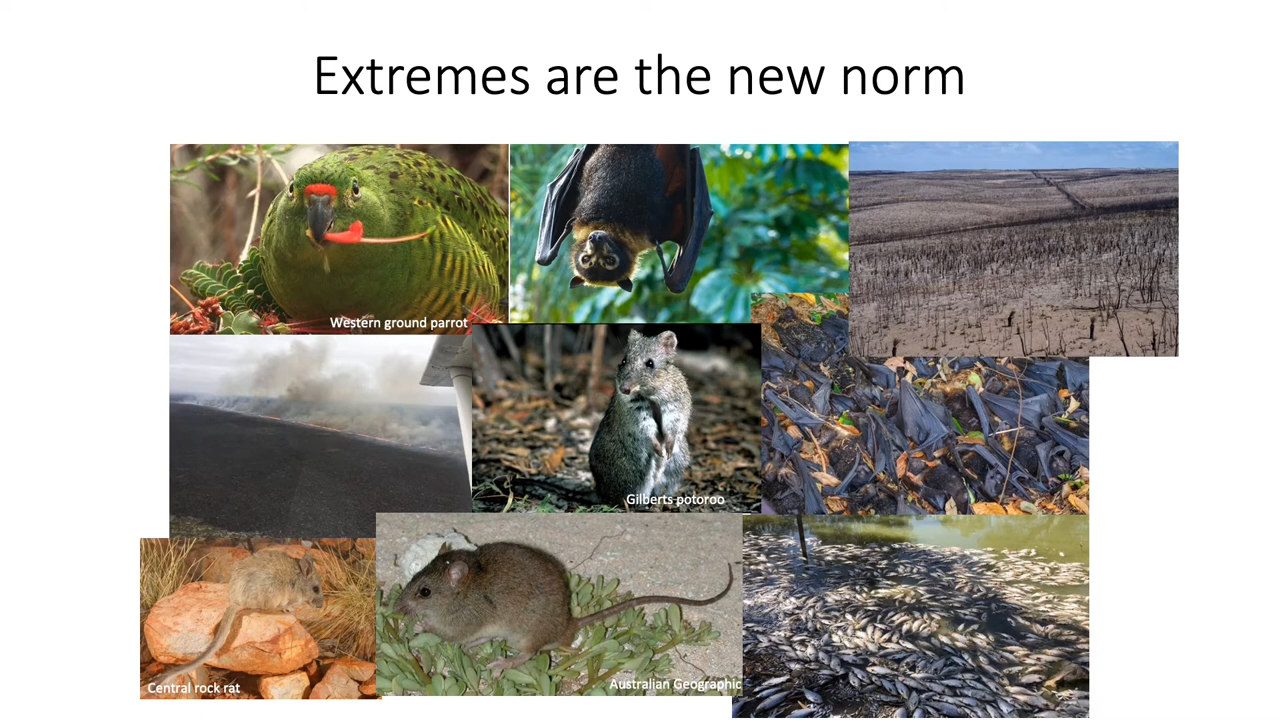 Extremes are the new norm
Western ground parrot
Gilberts potoroo
Australian Geographic
Central rock rat